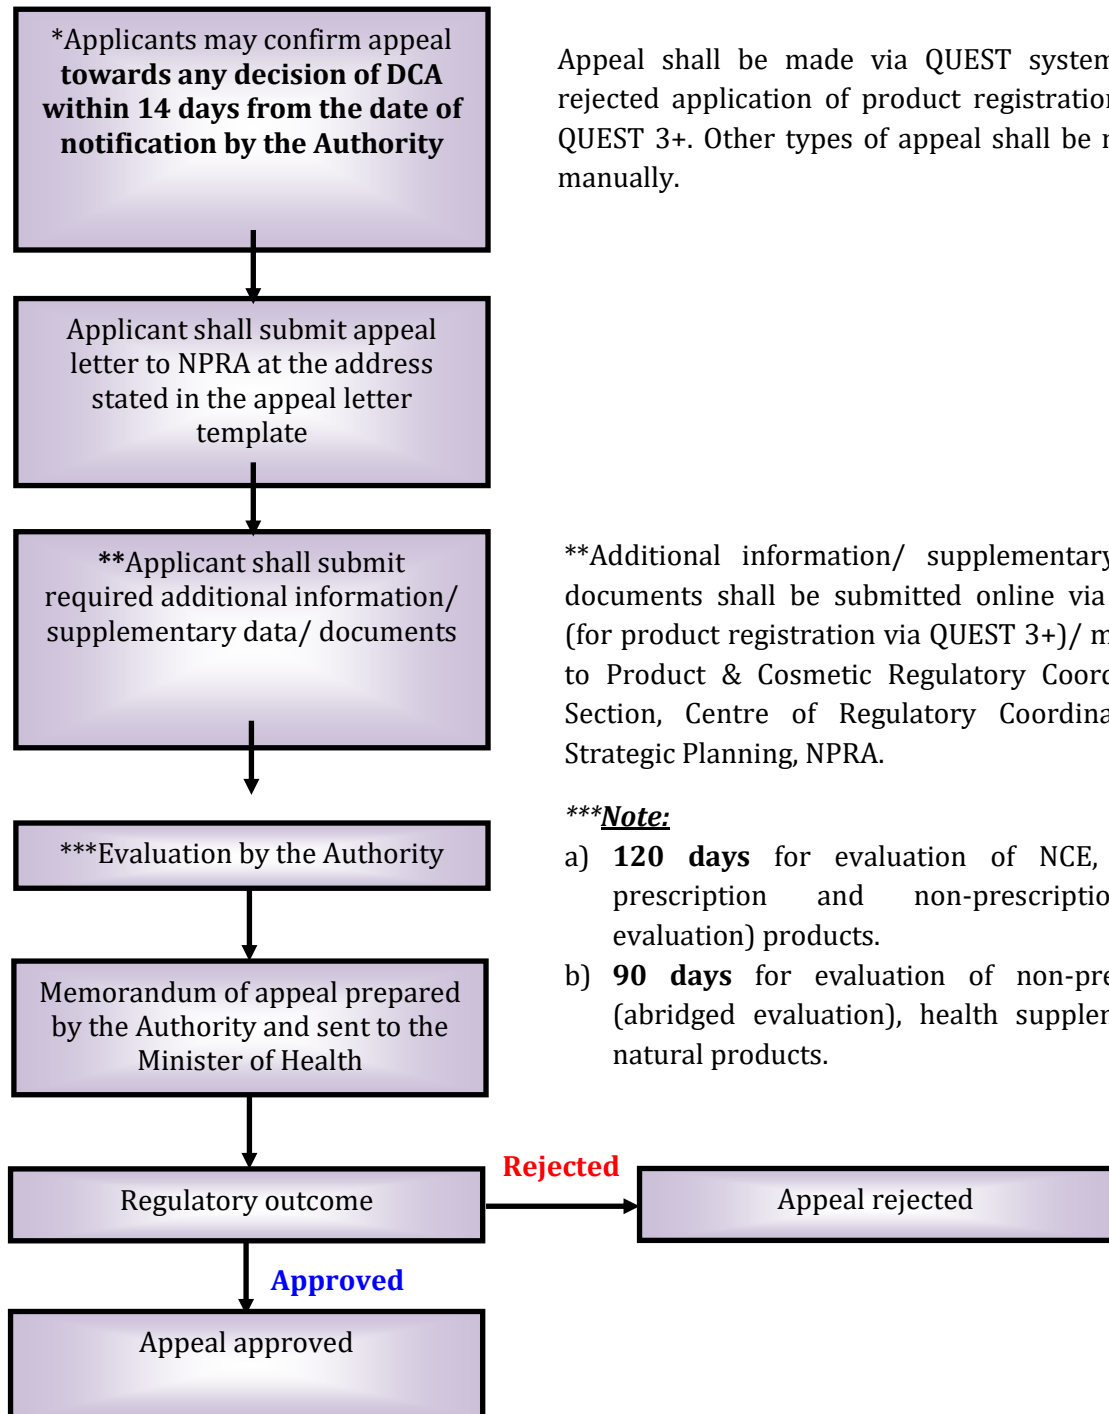 *Applicants may confirm appeal
towards any decision of DCA
within 14 days from the date of
notification by the Authority
Appeal shall be made via QUEST system
rejected application of product registration
QUEST 3+. Other types of appeal shall be
manually.
Applicant shall submit appeal
letter to NPRA at the address
stated in the appeal letter
template
**Applicant shall submit
required additional information/
supplementary data/ documents
**Additional information/ supplementary
documents shall be submitted online via
(for product registration via QUEST 3+)/
to Product & Cosmetic Regulatory
Section, Centre of Regulatory
Strategic Planning, NPRA.
***Note:
a) 120 days for evaluation of NCE,
prescription and
evaluation) products.
b) 90 days for evaluation of
(abridged evaluation), health
natural products.
***Evaluation by the Authority
Memorandum of appeal prepared
by the Authority and sent to the
Minister of Health
Regulatory outcome
Rejected
Appeal rejected
Approved
Appeal approved